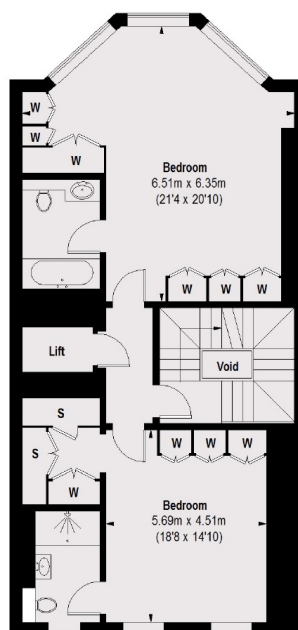 W
W
W
Bedroom
6.51m x 6.35m
(21'4 x 20'10)
W W W
Lift
Void
S
S
W
W W W
Bedroom
5.69m x 4.51m
(18'8 x 14'10)